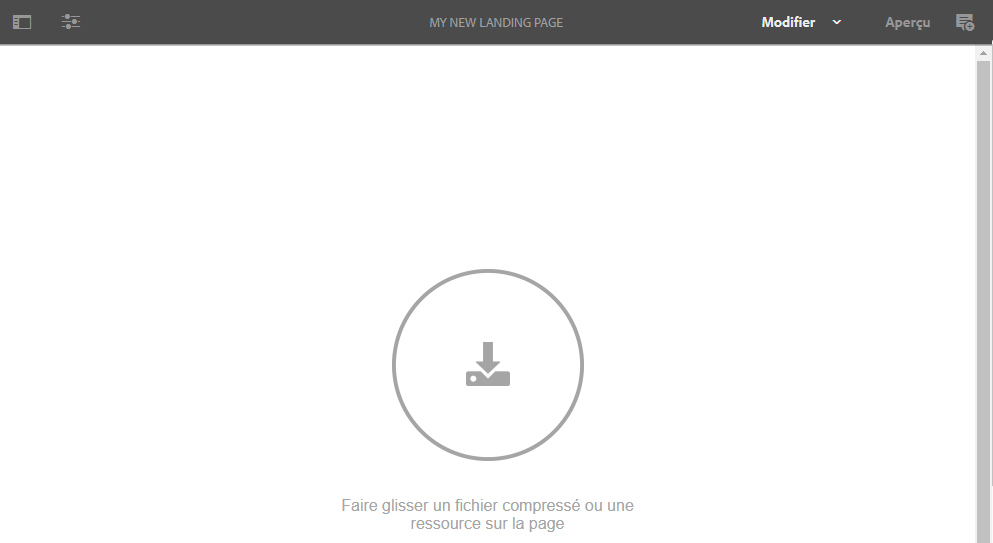 MY NEW LANDING PAGE
Modifier
Aperçu
Faire glisser un fichier compressé ou une
ressource sur la page